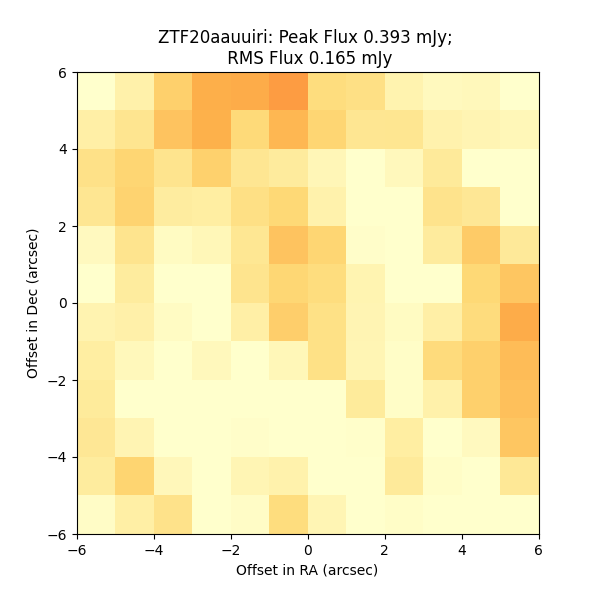 ZTF20aauuiri: Peak Flux 0.393 mJy;
RMS Flux 0.165 mJy
6
4
2
0
−2
−4
−6
Offset in Dec (arcsec)
−6 −4 −2 0 2 4 6
Offset in RA (arcsec)